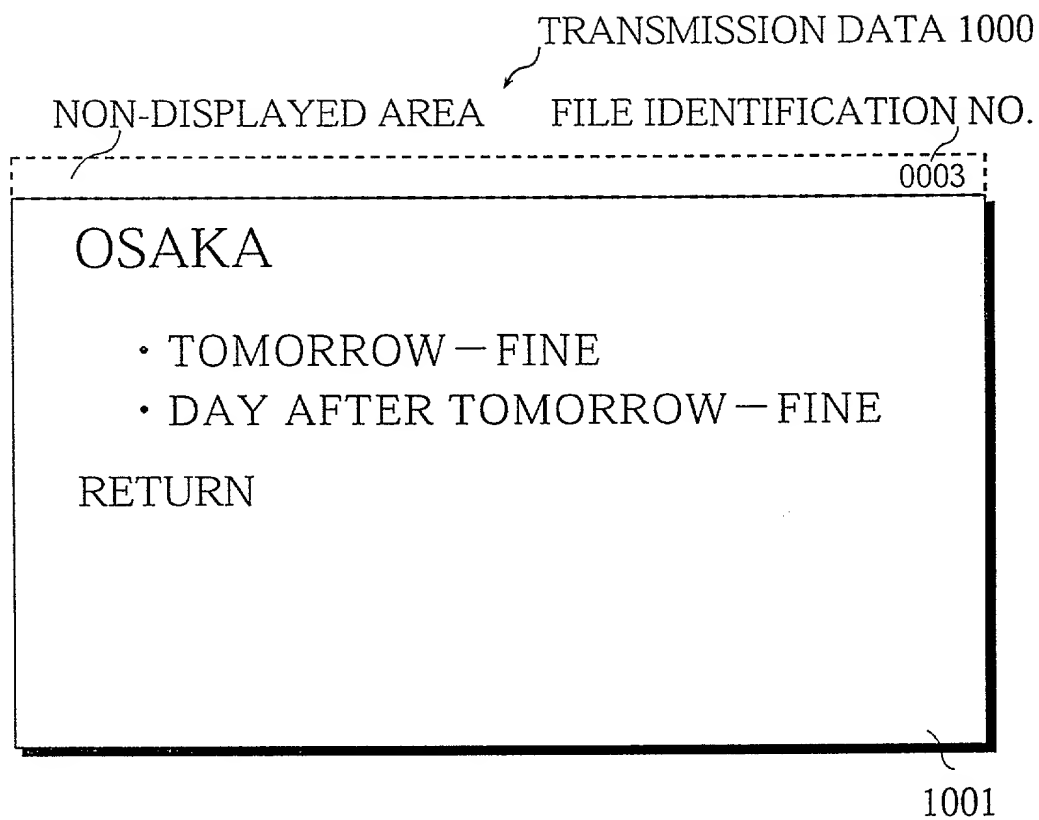 TRANSMISSION DATA 1000
NON-DISPLAYED AREA FILE IDENTIFICATION NO.
0003
OSAKA
・TOMORROW—FINE
・DAY AFTER TOMORROW—FINE
RETURN
1001